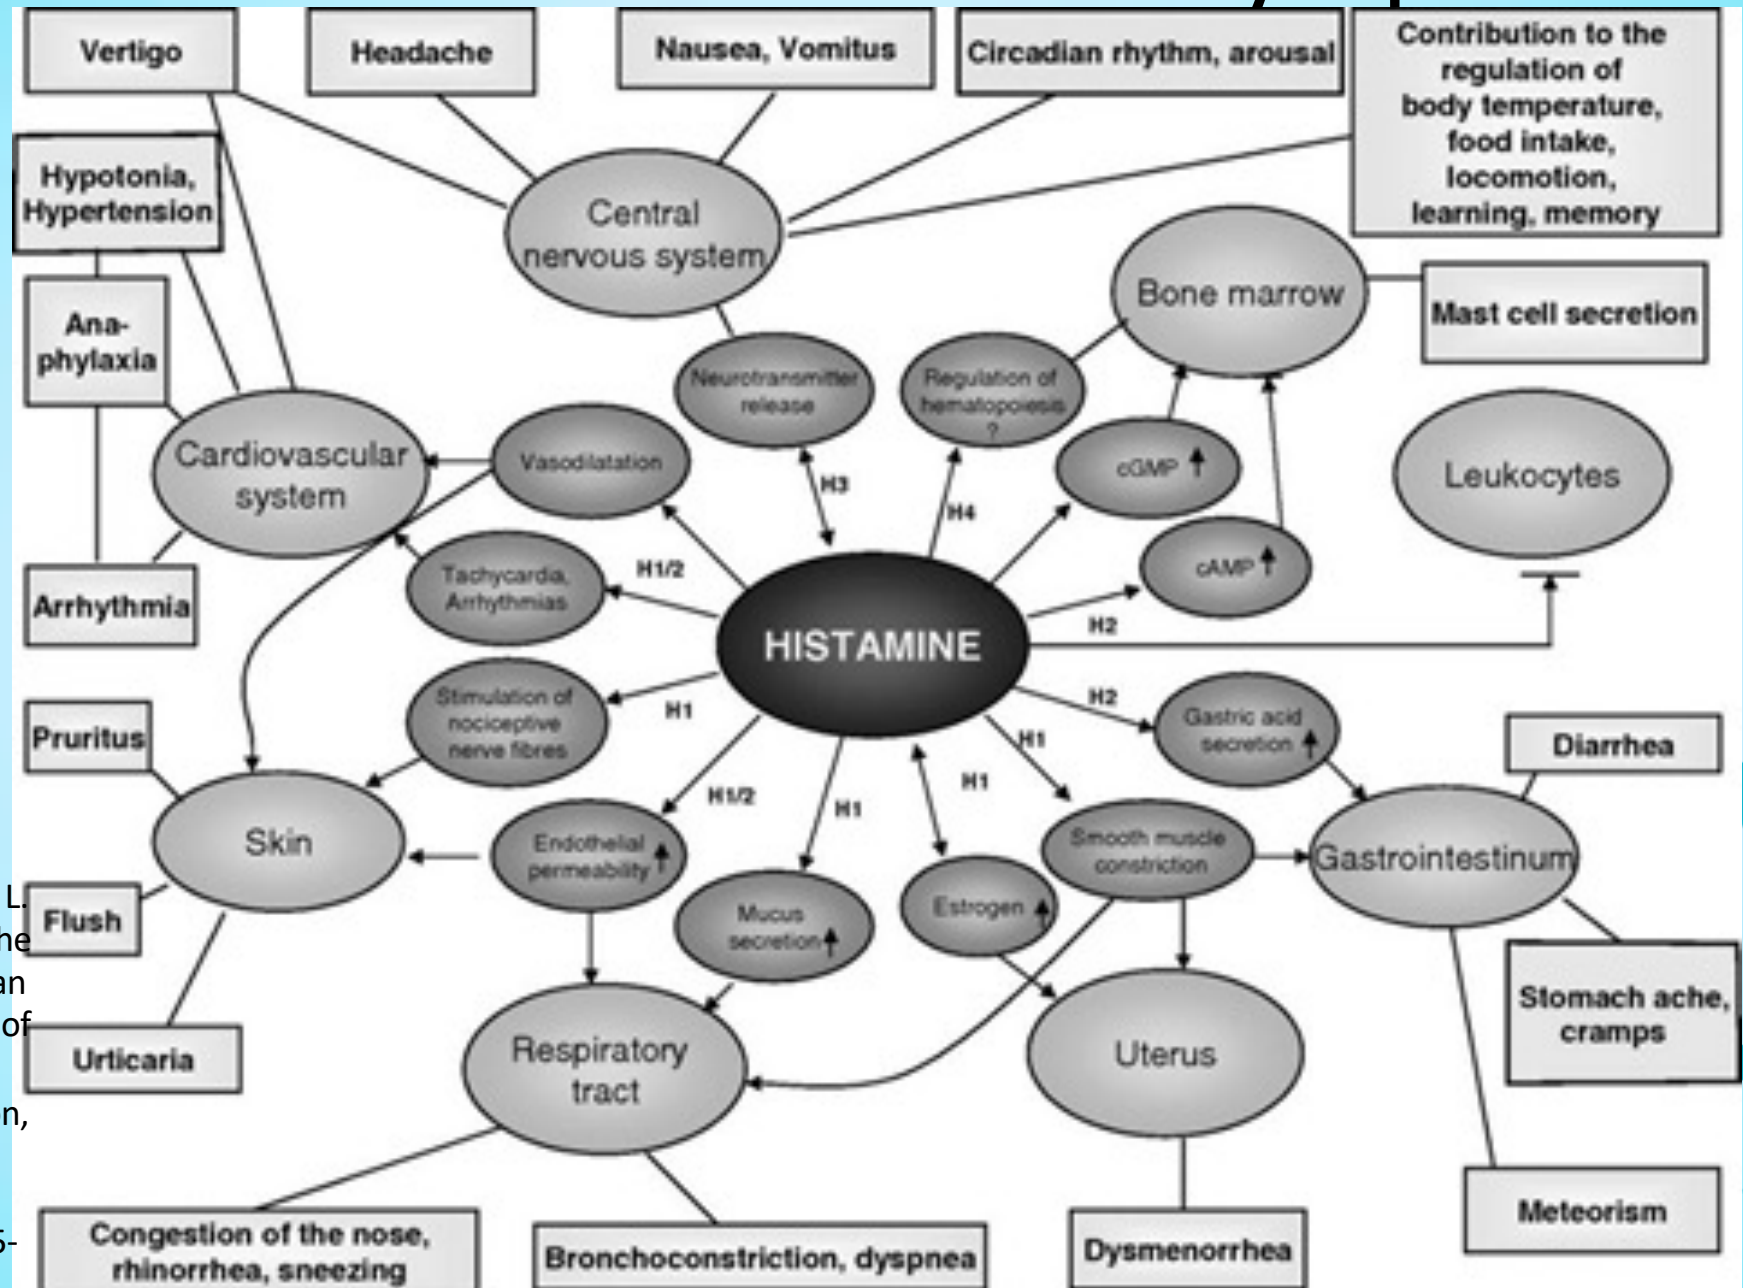 Vertigo
Headache
Nausea, Vomitus
Circadian rhythm, arousal
Contribution to the
regulation of
body temperature,
food intake,
locomotion,
learning, memory
Hypotonia,
Hypertension
Central
nervous system
Bone marrow
Mast cell secretion
Ana-
phylaxia
Neurotransmitter
release
Regulation of
hematopoiesis
?
Cardiovascular
system
Vasodilatation
cGMP
Leukocytes
H3
H4
Tachycardia,
Arrhythmias
H1/2
cAMP
Arrhythmia
HISTAMINE
H2
Stimulation of
nociceptive
nerve fibres
H1
H2
Gastric acid
secretion
Pruritus
H1
Diarrhea
H1/2
H1
H1
Skin
Endothelial
permeability
Smooth muscle
constriction
Gastrointestinum
L.
he
an
of
on,
5-
Flush
Mucus
secretion
Estrogen
Stomach ache,
cramps
Urticaria
Respiratory
tract
Uterus
Meteorism
Congestion of the nose,
rhinorrhea, sneezing
Bronchoconstriction, dyspnea
Dysmenorrhea